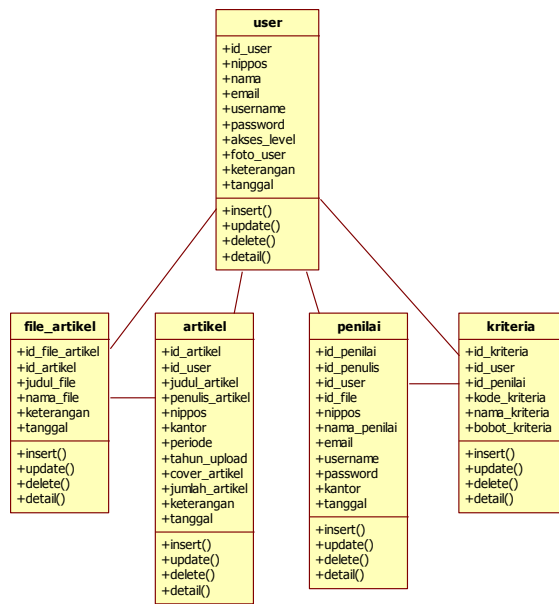 user
+id_user
+nippos
+nama
+email
+username
+password
+akses_level
+foto_user
+keterangan
+tanggal
+insert()
+update()
+delete()
+detail()
file_artikel
+id_file_artikel
+id_artikel
+judul_file
+nama_file
+keterangan
+tanggal
+insert()
+update()
+delete()
+detail()
artikel
+id_artikel
+id_user
+judul_artikel
+penulis_artikel
+nippos
+kantor
+periode
+tahun_upload
+cover_artikel
+jumlah_artikel
+keterangan
+tanggal
+insert()
+update()
+delete()
+detail()
penilai
+id_penilai
+id_penulis
+id_user
+id_file
+nippos
+nama_penilai
+email
+username
+password
+kantor
+tanggal
+insert()
+update()
+delete()
+detail()
kriteria
+id_kriteria
+id_user
+id_penilai
+kode_kriteria
+nama_kriteria
+bobot_kriteria
+insert()
+update()
+delete()
+detail()